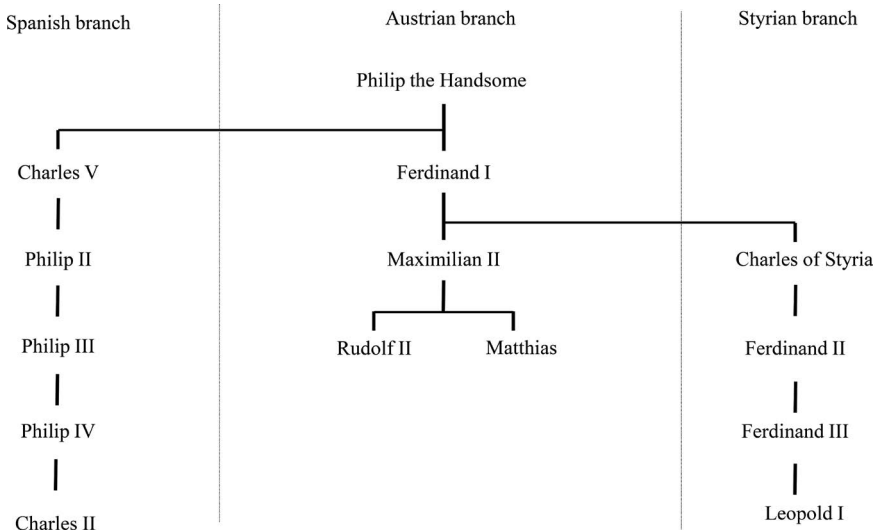 Spanish branch
Austrian branch
Styrian branch
Philip the Handsome
Charles V
Ferdinand I
Philip II
Maximilian II
Charles of Styria
Philip III
Rudolf II
Matthias
Ferdinand II
Philip IV
Ferdinand III
Charles II
Leopold I